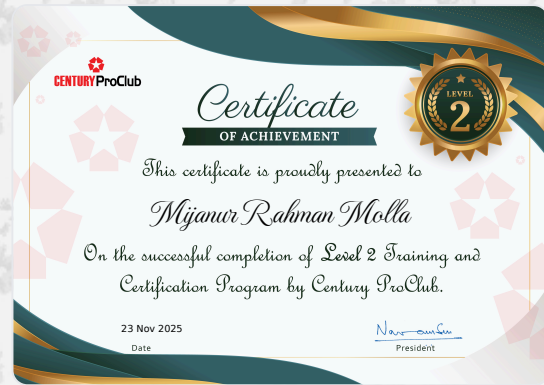 CENTURY ProClub
LEVEL
2
Certificate
OF ACHIEVEMENT
This certificate is proudly presented to
Mijanur Rahman Molla
On the successful completion of Level 2 Training and
Certification Program by Century ProClub.
23 Nov 2025
Date
President